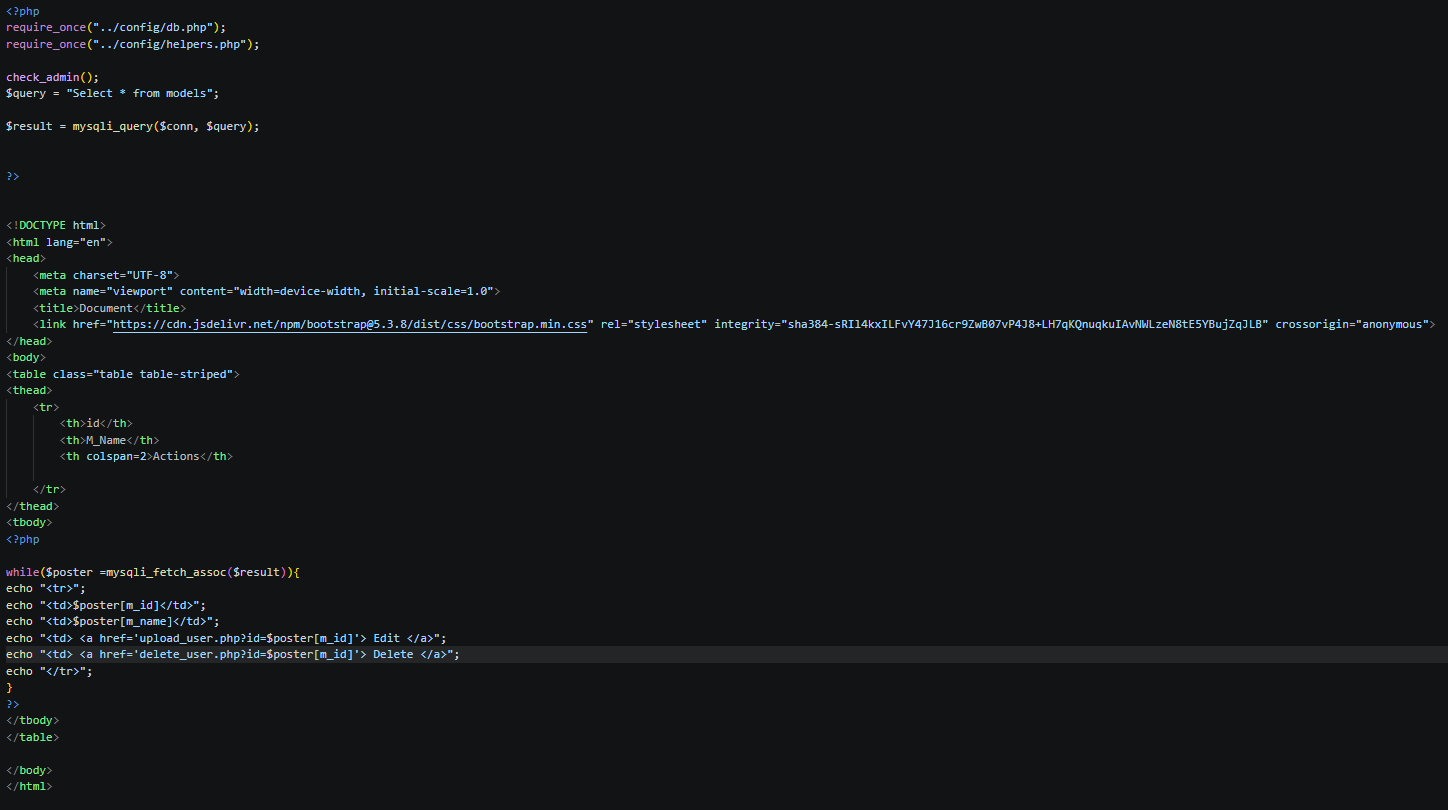 <?php
require_once("../config/db.php");
require_once("../config/helpers.php");
check_admin();
$query = "Select * from models";
$result = mysqli_query($conn, $query);
?>
<!DOCTYPE html>
<html lang="en">
<head>
<meta charset="UTF-8">
<meta name="viewport" content="width=device-width, initial-scale=1.0">
<title>Document</title>
<link href="https://cdn.jsdelivr.net/npm/bootstrap@5.3.8/dist/css/bootstrap.min.css" rel="stylesheet" integrity="sha384-sRIl4kxILFvY47J16cr9ZwB07vP4J8+LH7qKQnuqkuIAvNWLzeN8tE5YBujZqJLB" crossorigin="anonymous">
</head>
<body>
<table class="table table-striped">
<thead>
<tr>
<th>id</th>
<th>M_Name</th>
<th colspan=2>Actions</th>
</tr>
</thead>
<tbody>
<?php
while($poster =mysqli_fetch_assoc($result)){
echo "<tr>";
echo "<td>$poster[m_id]</td>";
echo "<td>$poster[m_name]</td>";
echo "<td> <a href='upload_user.php?id=$poster[m_id]'> Edit </a>";
echo "<td> <a href='delete_user.php?id=$poster[m_id]'> Delete </a>";
echo "</tr>";
}
?>
</tbody>
</table>
</body>
</html>